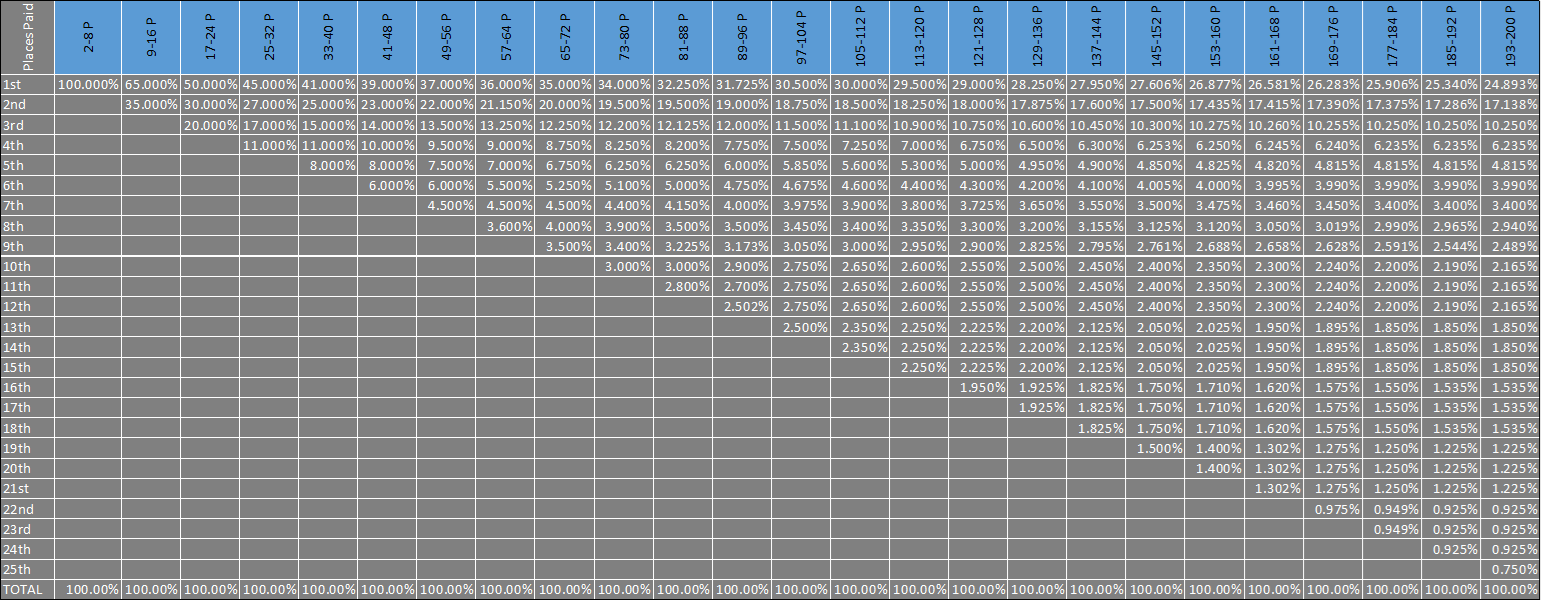 Places Paid 2-8 P 9-16 P 17-24 P 25-32 P 33-40 P 41-48 P 49-56 P 57-64 P 65-72 P 73-80 P 81-88 P 89-96 P 97-104 P 105-112 P 113-120 P 121-128 P 129-136 P 137-144 P 145-152 P 153-160 P 161-168 P 169-176 P 177-184 P 185-192 P 193-200 P
1st 100.000% 65.000% 50.000% 45.000% 41.000% 39.000% 37.000% 36.000% 35.000% 34.000% 32.250% 31.725% 30.500% 30.000% 29.500% 29.000% 28.250% 27.950% 27.606% 26.877% 26.581% 26.283% 25.906% 25.340% 24.893%
2nd 35.000% 30.000% 27.000% 25.000% 23.000% 22.000% 21.150% 20.000% 19.500% 19.500% 19.000% 18.750% 18.500% 18.250% 18.000% 17.875% 17.600% 17.500% 17.435% 17.415% 17.390% 17.375% 17.286% 17.138%
3rd 20.000% 17.000% 15.000% 14.000% 13.500% 13.250% 12.250% 12.200% 12.125% 12.000% 11.500% 11.100% 10.900% 10.750% 10.600% 10.450% 10.300% 10.275% 10.260% 10.255% 10.250% 10.250% 10.250%
4th 11.000% 11.000% 10.000% 9.500% 9.000% 8.750% 8.250% 8.200% 7.750% 7.500% 7.250% 7.000% 6.750% 6.500% 6.300% 6.253% 6.250% 6.245% 6.240% 6.235% 6.235% 6.235%
5th 8.000% 8.000% 7.500% 7.000% 6.750% 6.250% 6.250% 6.000% 5.850% 5.600% 5.300% 5.000% 4.950% 4.900% 4.850% 4.825% 4.820% 4.815% 4.815% 4.815% 4.815%
6th 6.000% 6.000% 5.500% 5.250% 5.100% 5.000% 4.750% 4.675% 4.600% 4.400% 4.300% 4.200% 4.100% 4.005% 4.000% 3.995% 3.990% 3.990% 3.990% 3.990%
7th 4.500% 4.500% 4.500% 4.400% 4.150% 4.000% 3.975% 3.900% 3.800% 3.725% 3.650% 3.550% 3.500% 3.475% 3.460% 3.450% 3.400% 3.400% 3.400%
8th 3.600% 4.000% 3.900% 3.500% 3.500% 3.450% 3.400% 3.350% 3.300% 3.200% 3.155% 3.125% 3.120% 3.050% 3.019% 2.990% 2.965% 2.940%
9th 3.500% 3.400% 3.225% 3.173% 3.050% 3.000% 2.950% 2.900% 2.825% 2.795% 2.761% 2.688% 2.658% 2.628% 2.591% 2.544% 2.489%
10th 3.000% 3.000% 2.900% 2.750% 2.650% 2.600% 2.550% 2.500% 2.450% 2.400% 2.350% 2.300% 2.240% 2.200% 2.190% 2.165%
11th 2.800% 2.700% 2.750% 2.650% 2.600% 2.550% 2.500% 2.450% 2.400% 2.350% 2.300% 2.240% 2.200% 2.190% 2.165%
12th 2.502% 2.750% 2.650% 2.600% 2.550% 2.500% 2.450% 2.400% 2.350% 2.300% 2.240% 2.200% 2.190% 2.165%
13th 2.500% 2.350% 2.250% 2.225% 2.200% 2.125% 2.050% 2.025% 1.950% 1.895% 1.850% 1.850% 1.850%
14th 2.350% 2.250% 2.225% 2.200% 2.125% 2.050% 2.025% 1.950% 1.895% 1.850% 1.850% 1.850%
15th 2.250% 2.225% 2.200% 2.125% 2.050% 2.025% 1.950% 1.895% 1.850% 1.850% 1.850%
16th 1.950% 1.925% 1.825% 1.750% 1.710% 1.620% 1.575% 1.550% 1.535% 1.535%
17th 1.925% 1.825% 1.750% 1.710% 1.620% 1.575% 1.550% 1.535% 1.535%
18th 1.825% 1.750% 1.710% 1.620% 1.575% 1.550% 1.535% 1.535%
19th 1.500% 1.400% 1.302% 1.275% 1.250% 1.225% 1.225%
20th 1.400% 1.302% 1.275% 1.250% 1.225% 1.225%
21st 1.302% 1.275% 1.250% 1.225% 1.225%
22nd 0.975% 0.949% 0.925% 0.925%
23rd 0.949% 0.925% 0.925%
24th 0.925% 0.925%
25th 0.750%
TOTAL 100.00% 100.00% 100.00% 100.00% 100.00% 100.00% 100.00% 100.00% 100.00% 100.00% 100.00% 100.00% 100.00% 100.00% 100.00% 100.00% 100.00% 100.00% 100.00% 100.00% 100.00% 100.00% 100.00% 100.00% 100.00%